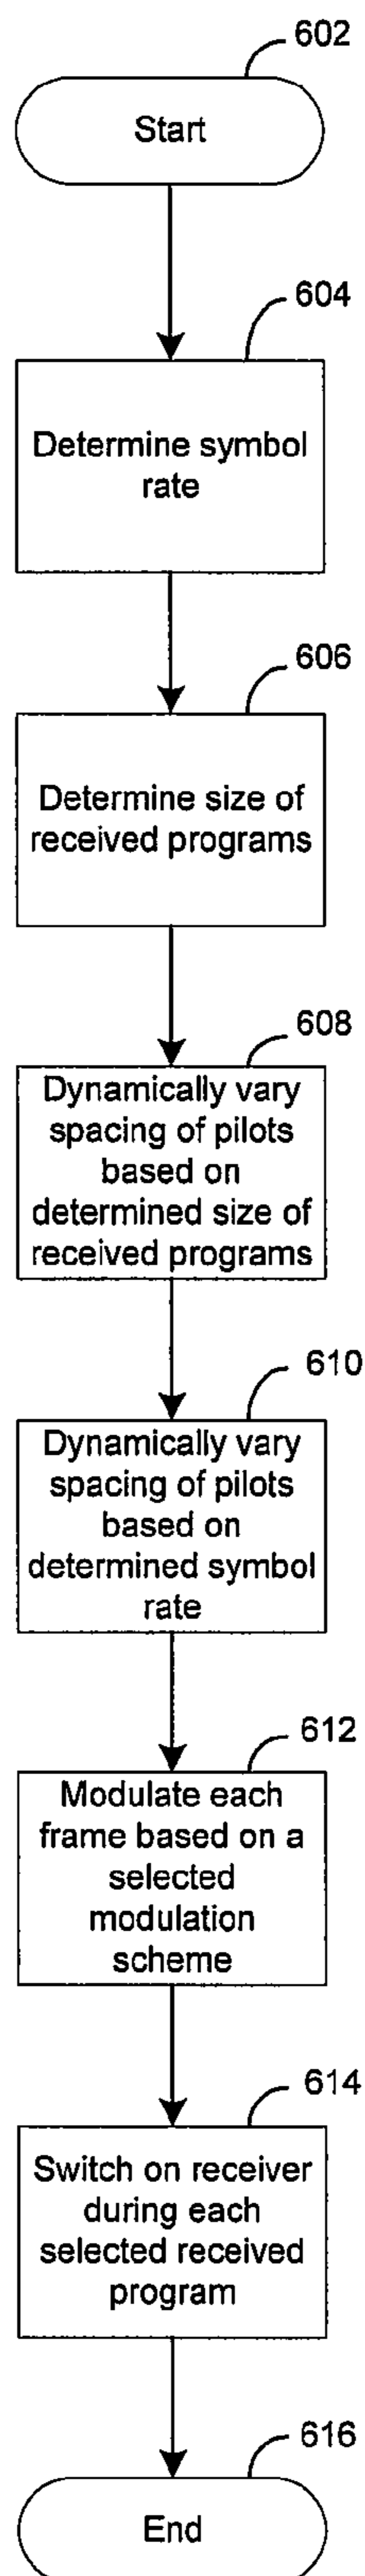 602
Start
604
Determine symbol
rate
606
Determine size of
received programs
608
Dynamically vary
spacing of pilots
based on
determined size of
received programs
610
Dynamically vary
spacing of pilots
based on
determined symbol
rate
612
Modulate each
frame based on a
selected
modulation
scheme
614
Switch on receiver
during each
selected received
program
616
End